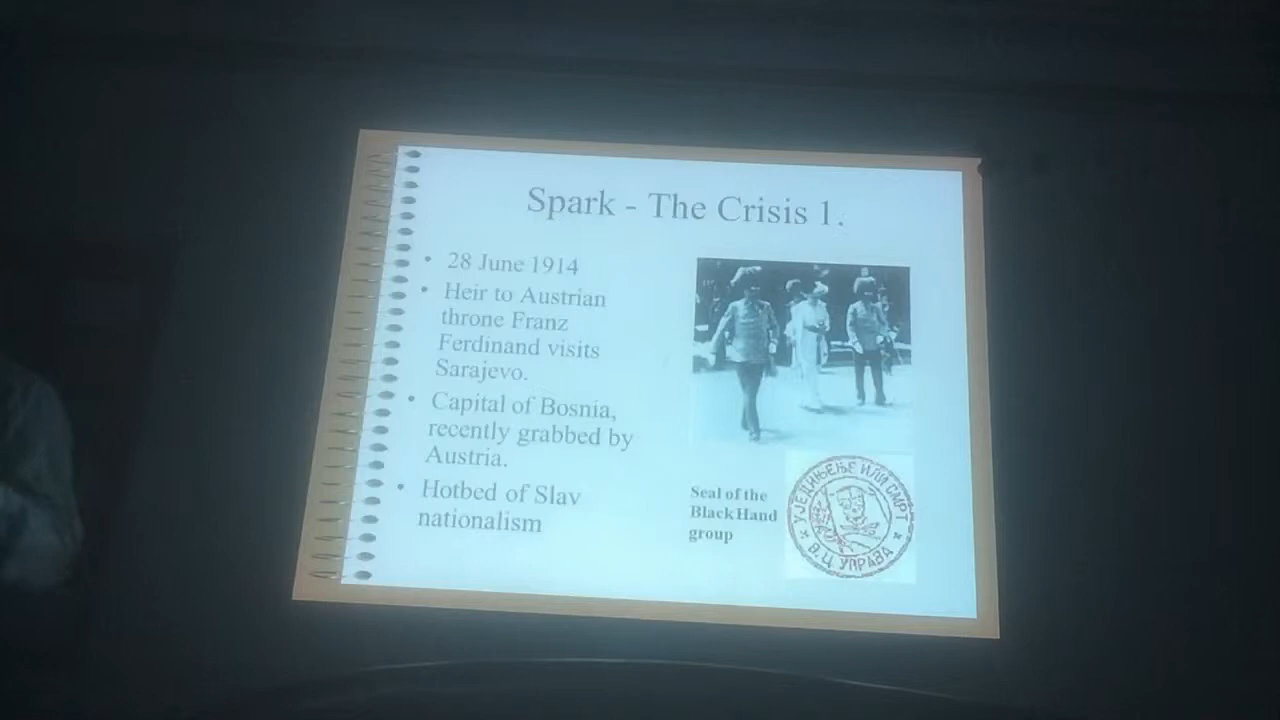 Spark - The Crisis 1.
• 28 June 1914
• Heir to Austrian
throne Franz
Ferdinand visits
Sarajevo.
• Capital of Bosnia,
recently grabbed by
Austria.
• Hotbed of Slav
nationalism
Seal of the
Black Hand
group
УЈЕДИЊЕЊЕ ИЛИ СМРТ
В.Ц УПРАВА